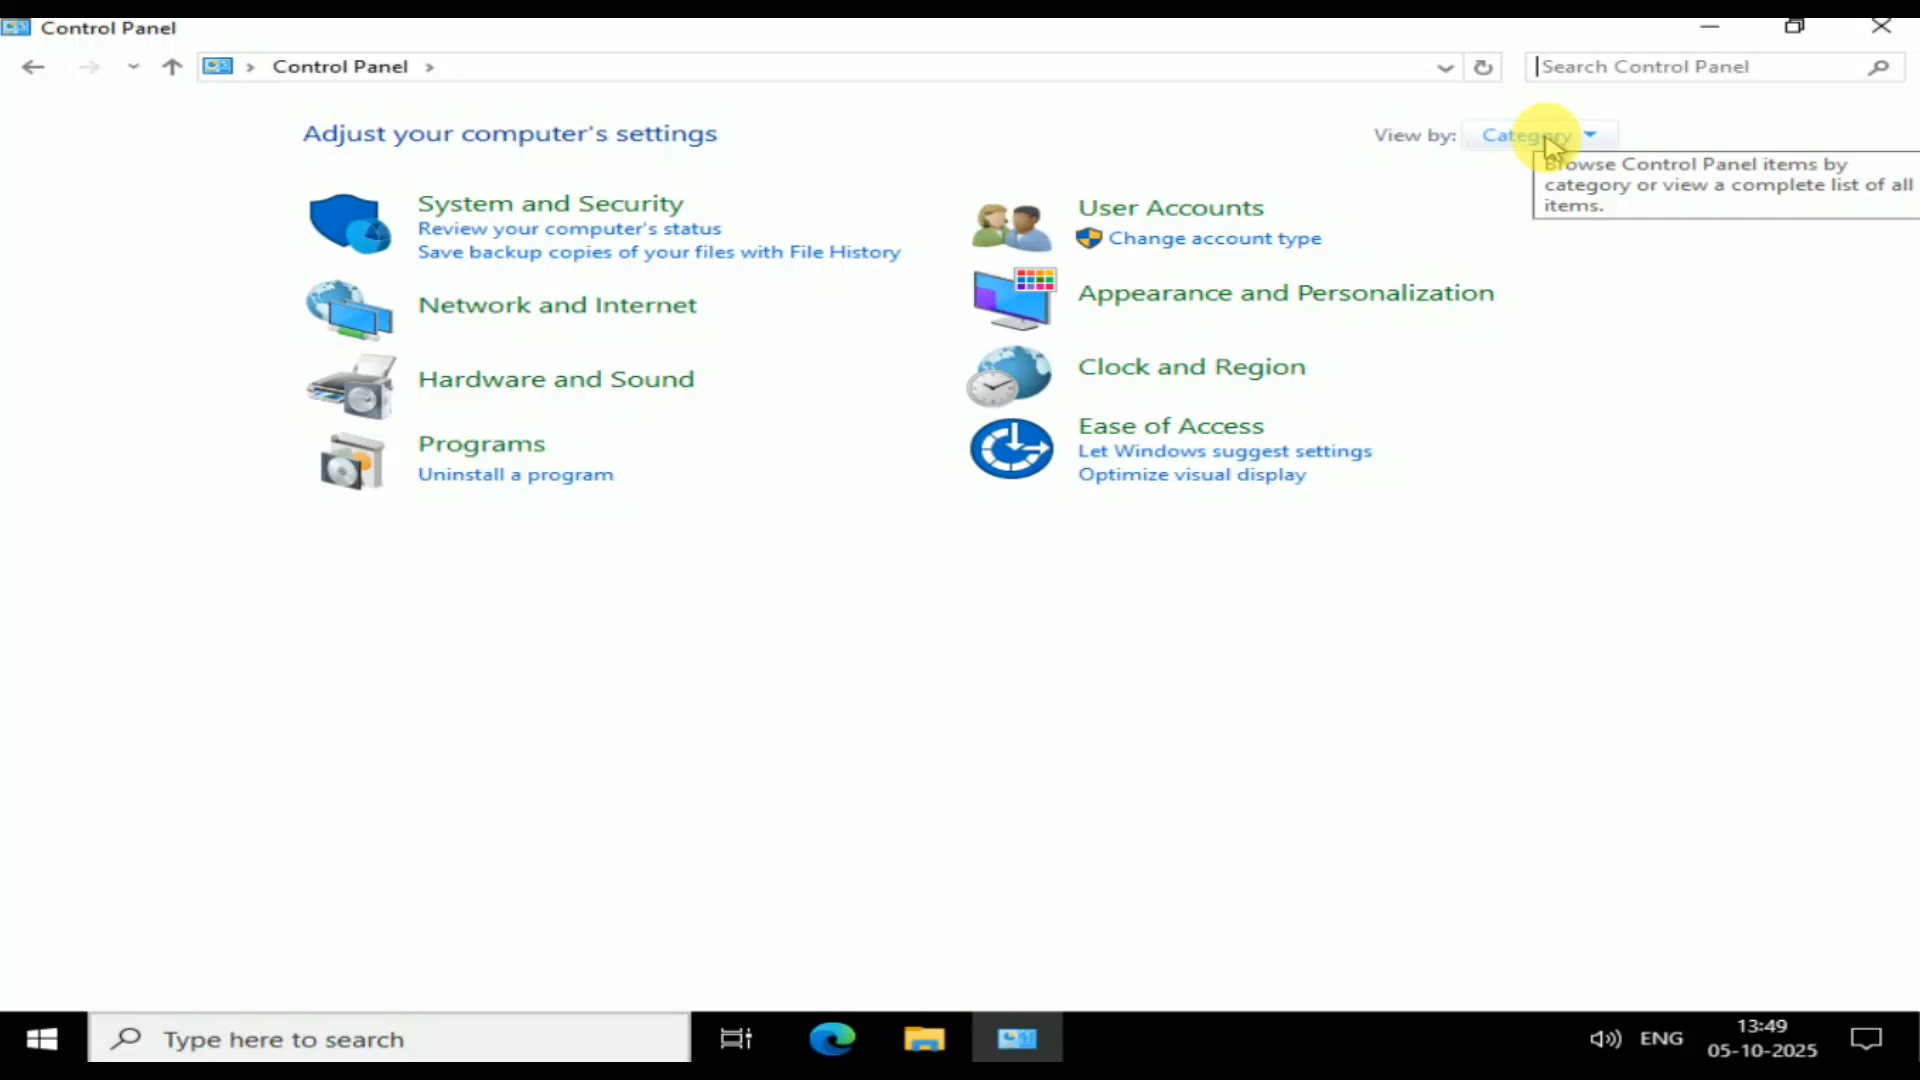 Control Panel
Control Panel
Search Control Panel
Adjust your computer's settings
View by:
Category
Browse Control Panel items by
category or view a complete list of all
items.
System and Security
Review your computer's status
Save backup copies of your files with File History
Network and Internet
Hardware and Sound
Programs
Uninstall a program
User Accounts
Change account type
Appearance and Personalization
Clock and Region
Ease of Access
Let Windows suggest settings
Optimize visual display
Type here to search
ENG
13:49
05-10-2025